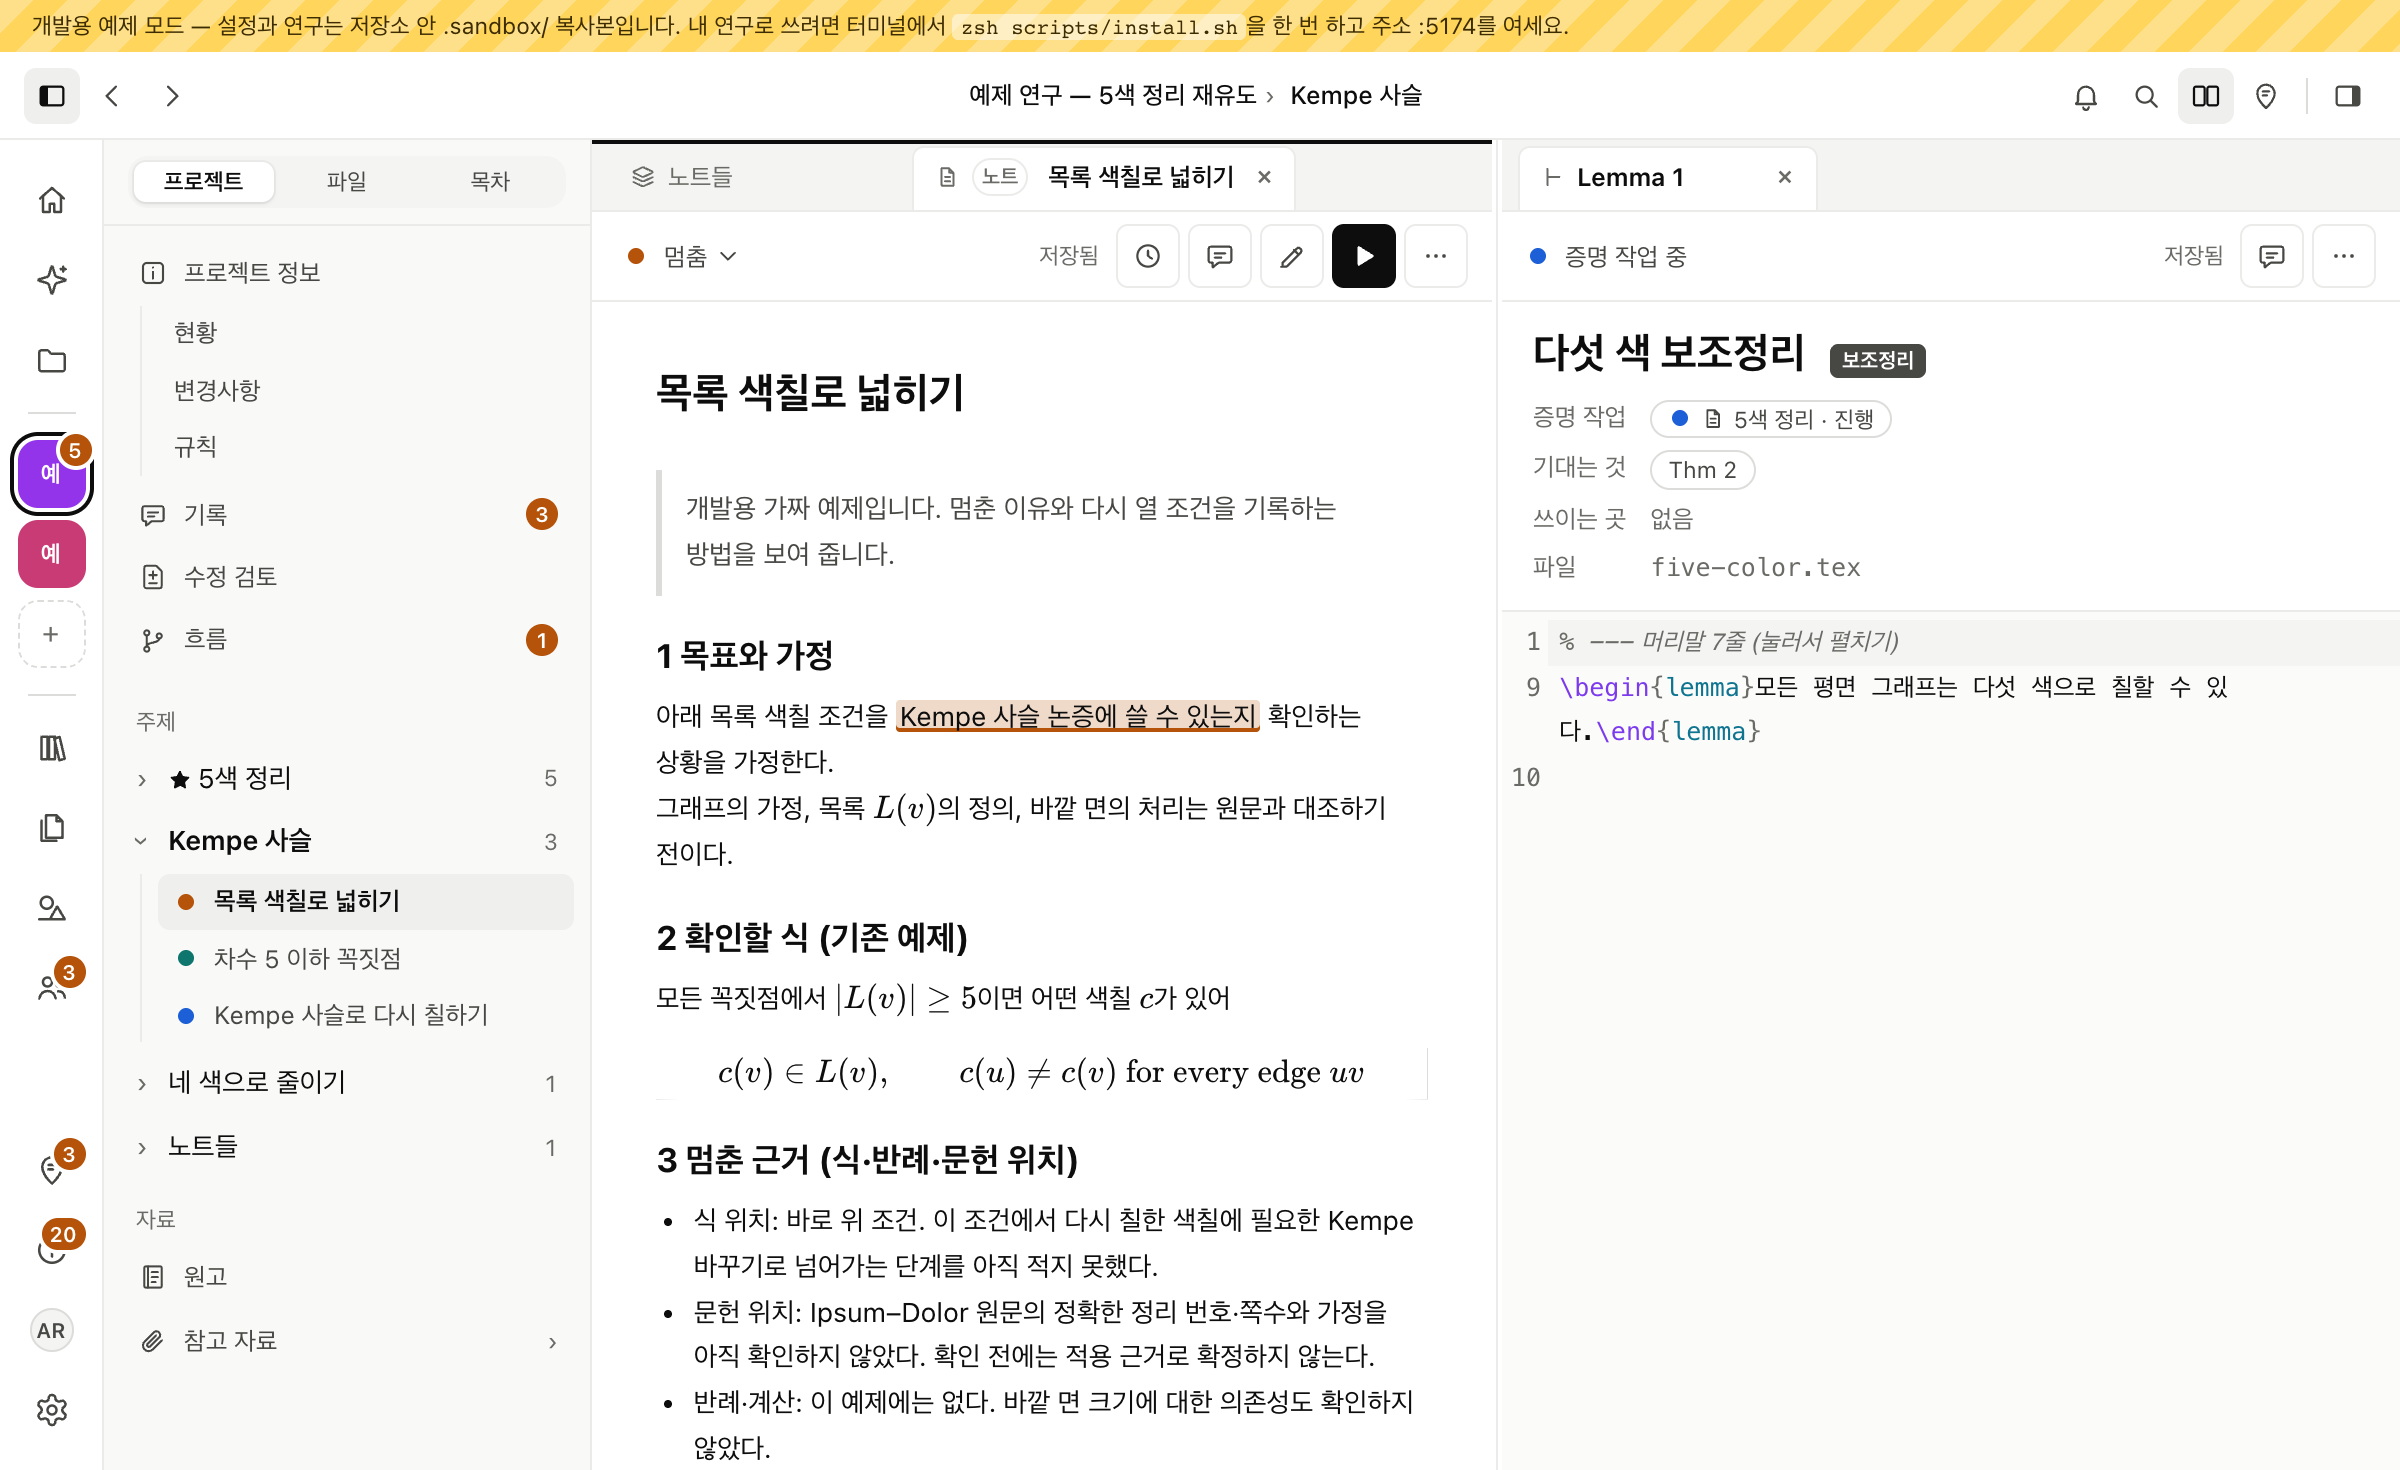 개발용 예제 모드 — 설정과 연구는 저장소 안 .sandbox/ 복사본입니다. 내 연구로 쓰려면 터미널에서 zsh scripts/install.sh 을 한 번 하고 주소 :5174를 여세요.
예제 연구 — 5색 정리 재유도 › Kempe 사슬
프로젝트 파일 목차
프로젝트 정보
현황
변경사항
규칙
기록 3
수정 검토
흐름 1
주제
› ★ 5색 정리 5
Kempe 사슬 3
목록 색칠로 넓히기
차수 5 이하 꼭짓점
Kempe 사슬로 다시 칠하기
› 네 색으로 줄이기 1
› 노트들 1
자료
원고
참고 자료 ›
예 5
예
+
3
3
20
AR
노트들
노트 목록 색칠로 넓히기 ×
멈춤
저장됨
목록 색칠로 넓히기
개발용 가짜 예제입니다. 멈춘 이유와 다시 열 조건을 기록하는
방법을 보여 줍니다.
1 목표와 가정
아래 목록 색칠 조건을 Kempe 사슬 논증에 쓸 수 있는지 확인하는
상황을 가정한다.
그래프의 가정, 목록 L(v)의 정의, 바깥 면의 처리는 원문과 대조하기
전이다.
2 확인할 식 (기존 예제)
모든 꼭짓점에서 |L(v)| ≥ 5이면 어떤 색칠 c가 있어
c(v) ∈ L(v), c(u) ≠ c(v) for every edge uv
3 멈춘 근거 (식·반례·문헌 위치)
• 식 위치: 바로 위 조건. 이 조건에서 다시 칠한 색칠에 필요한 Kempe
바꾸기로 넘어가는 단계를 아직 적지 못했다.
• 문헌 위치: Ipsum–Dolor 원문의 정확한 정리 번호·쪽수와 가정을
아직 확인하지 않았다. 확인 전에는 적용 근거로 확정하지 않는다.
• 반례·계산: 이 예제에는 없다. 바깥 면 크기에 대한 의존성도 확인하지
않았다.
⊢ Lemma 1 ×
증명 작업 중
저장됨
다섯 색 보조정리 보조정리
증명 작업 5색 정리 · 진행
기대는 것 Thm 2
쓰이는 곳 없음
파일 five-color.tex
1 % --- 머리말 7줄 (눌러서 펼치기)
9 \begin{lemma}모든 평면 그래프는 다섯 색으로 칠할 수 있
다.\end{lemma}
10